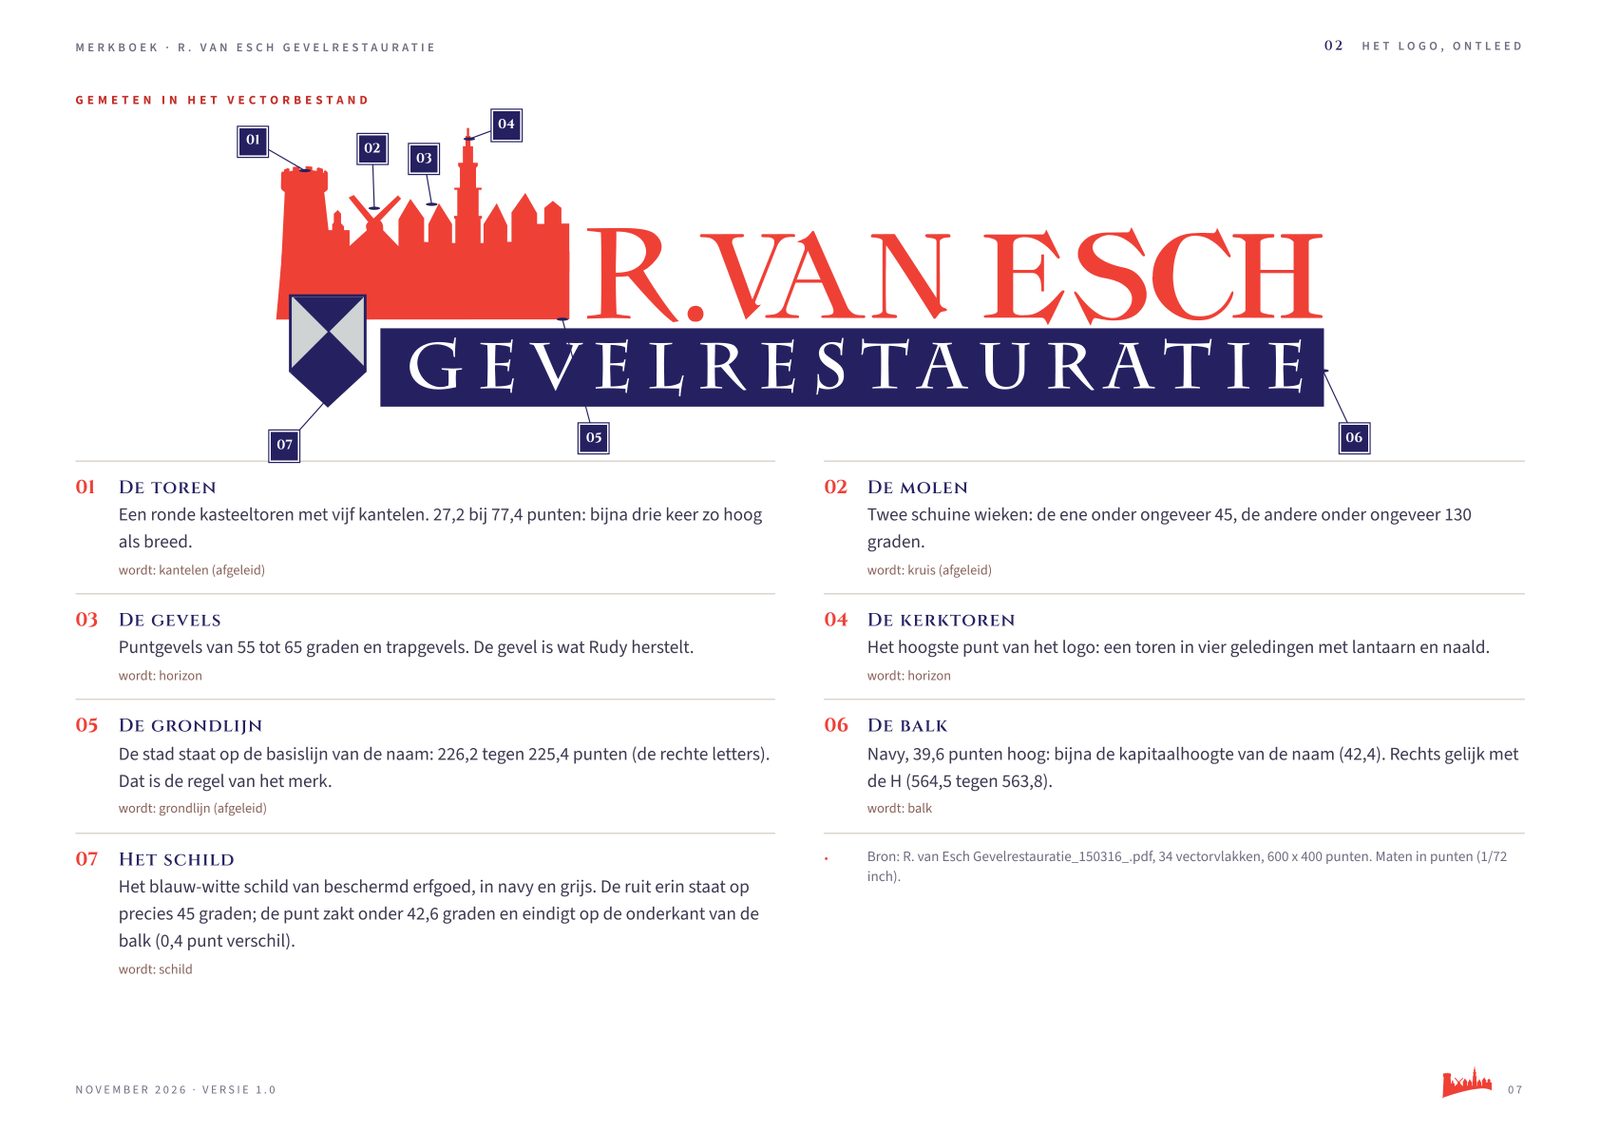 MERKBOEK · R. VAN ESCH GEVELRESTAURATIE
02 HET LOGO, ONTLEED
GEMETEN IN HET VECTORBESTAND
01
02
03
04
R. VAN ESCH
GEVELRESTAURATIE
07
05
06
01 De toren
Een ronde kasteeltoren met vijf kantelen. 27,2 bij 77,4 punten: bijna drie keer zo hoog
als breed.
wordt: kantelen (afgeleid)
02 De molen
Twee schuine wieken: de ene onder ongeveer 45, de andere onder ongeveer 130
graden.
wordt: kruis (afgeleid)
03 De gevels
Puntgevels van 55 tot 65 graden en trapgevels. De gevel is wat Rudy herstelt.
wordt: horizon
04 De kerktoren
Het hoogste punt van het logo: een toren in vier geledingen met lantaarn en naald.
wordt: horizon
05 De grondlijn
De stad staat op de basislijn van de naam: 226,2 tegen 225,4 punten (de rechte letters).
Dat is de regel van het merk.
wordt: grondlijn (afgeleid)
06 De balk
Navy, 39,6 punten hoog: bijna de kapitaalhoogte van de naam (42,4). Rechts gelijk met
de H (564,5 tegen 563,8).
wordt: balk
07 Het schild
Het blauw-witte schild van beschermd erfgoed, in navy en grijs. De ruit erin staat op
precies 45 graden; de punt zakt onder 42,6 graden en eindigt op de onderkant van de
balk (0,4 punt verschil).
wordt: schild
· Bron: R. van Esch Gevelrestauratie_150316_.pdf, 34 vectorvlakken, 600 x 400 punten. Maten in punten (1/72
inch).
NOVEMBER 2026 · VERSIE 1.0
07